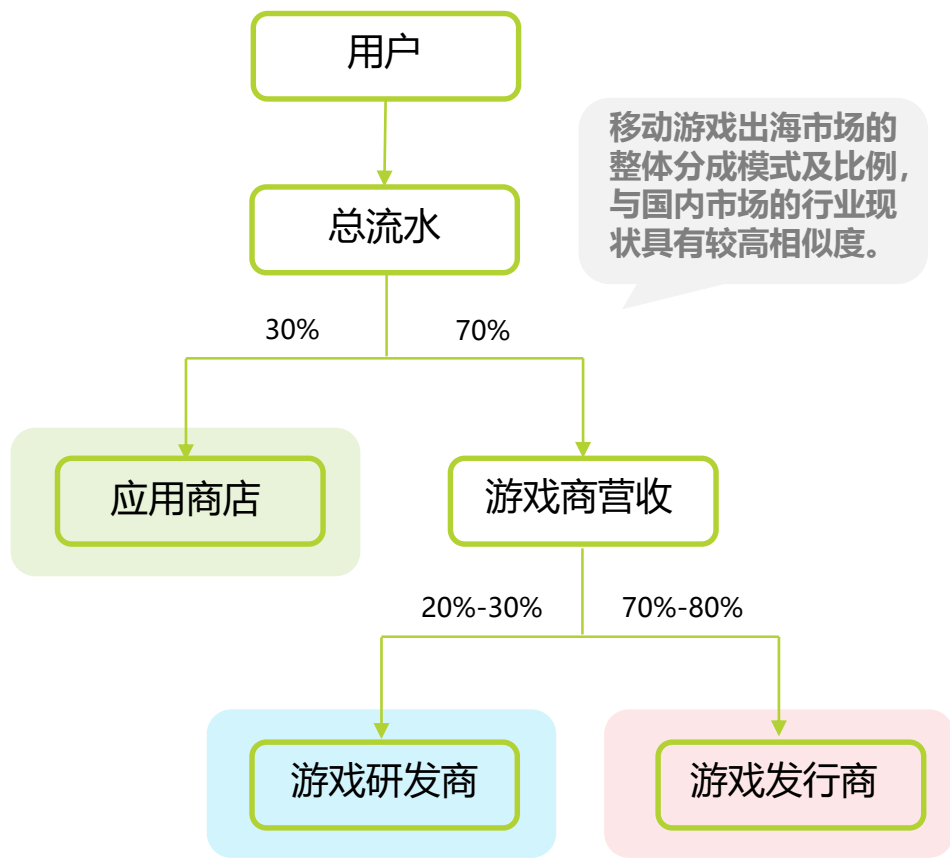 用户
移动游戏出海市场的
整体分成模式及比例，
与国内市场的行业现
状具有较高相似度。
总流水
30%
70%
应用商店
游戏商营收
20%-30%
70%-80%
游戏研发商
游戏发行商